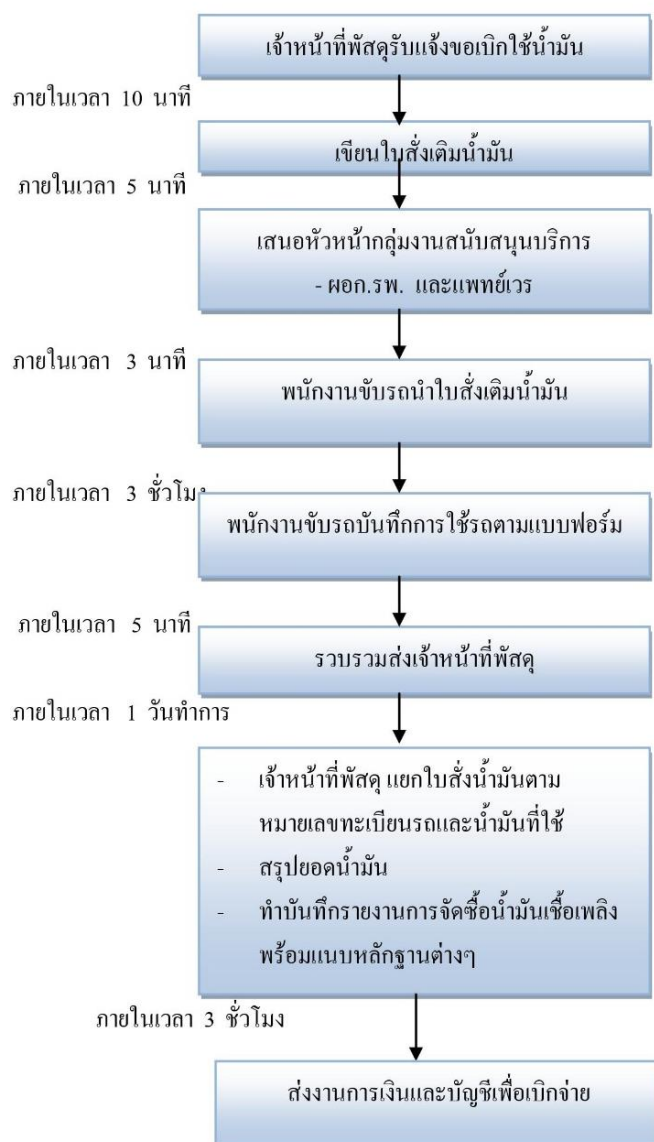 เจ้าหน้าที่พัสดุรับแจ้งขอเบิกใช้น้ำมัน
ภายในเวลา 10 นาที
เขียนใบสั่งเติมน้ำมัน
ภายในเวลา 5 นาที
เสนอหัวหน้ากลุ่มงานสนับสนุนบริการ
- ผอก.รพ. และแพทย์เวร
ภายในเวลา 3 นาที
พนักงานขับรถนำใบสั่งเติมน้ำมัน
ภายในเวลา 3 ชั่วโมง
พนักงานขับรถบันทึกการใช้รถตามแบบฟอร์ม
ภายในเวลา 5 นาที
รวบรวมส่งเจ้าหน้าที่พัสดุ
ภายในเวลา 1 วันทำการ
- เจ้าหน้าที่พัสดุ แยกใบสั่งน้ำมันตาม
หมายเลขทะเบียนรถและน้ำมันที่ใช้
- สรุปยอดน้ำมัน
- ทำบันทึกรายงานการจัดซื้อน้ำมันเชื้อเพลิง
พร้อมแนบหลักฐานต่างๆ
ภายในเวลา 3 ชั่วโมง
ส่งงานการเงินและบัญชีเพื่อเบิกจ่าย